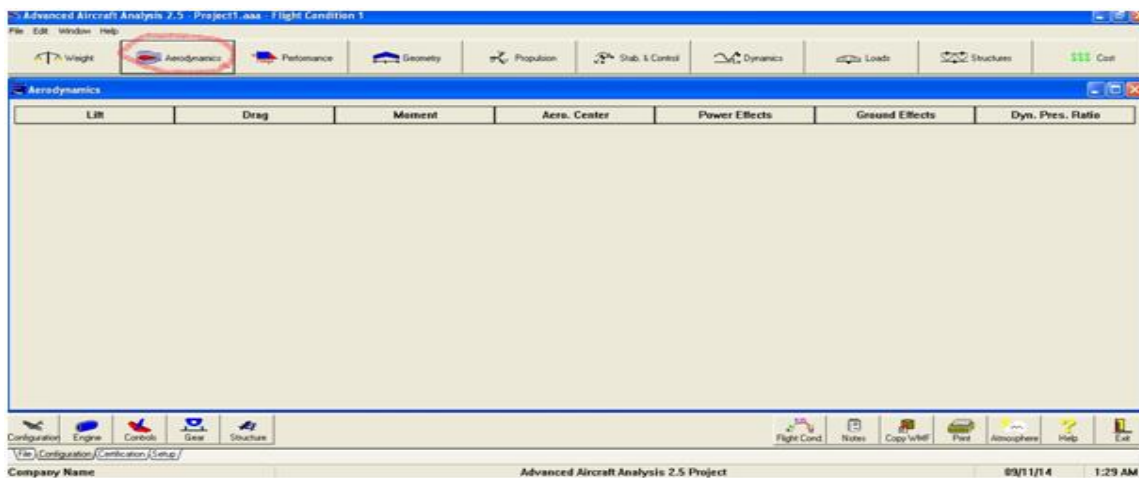 Advanced Aircraft Analysis 2.5 - Project1.aaa - Flight Condition 1
File Edit Window Help
Weight Aerodynamics Performance Geometry Propulsion Stab. & Control Dynamics Loads Structures $$$ Cost
Aerodynamics
Lift Drag Moment Aero. Center Power Effects Ground Effects Dyn. Pres. Ratio
Configuration Engine Controls Gear Structure Flight Cond. Notes Copy WMF Print Atmosphere Help Exit
File Configuration Certification Setup
Company Name Advanced Aircraft Analysis 2.5 Project 09/11/14 1:29 AM